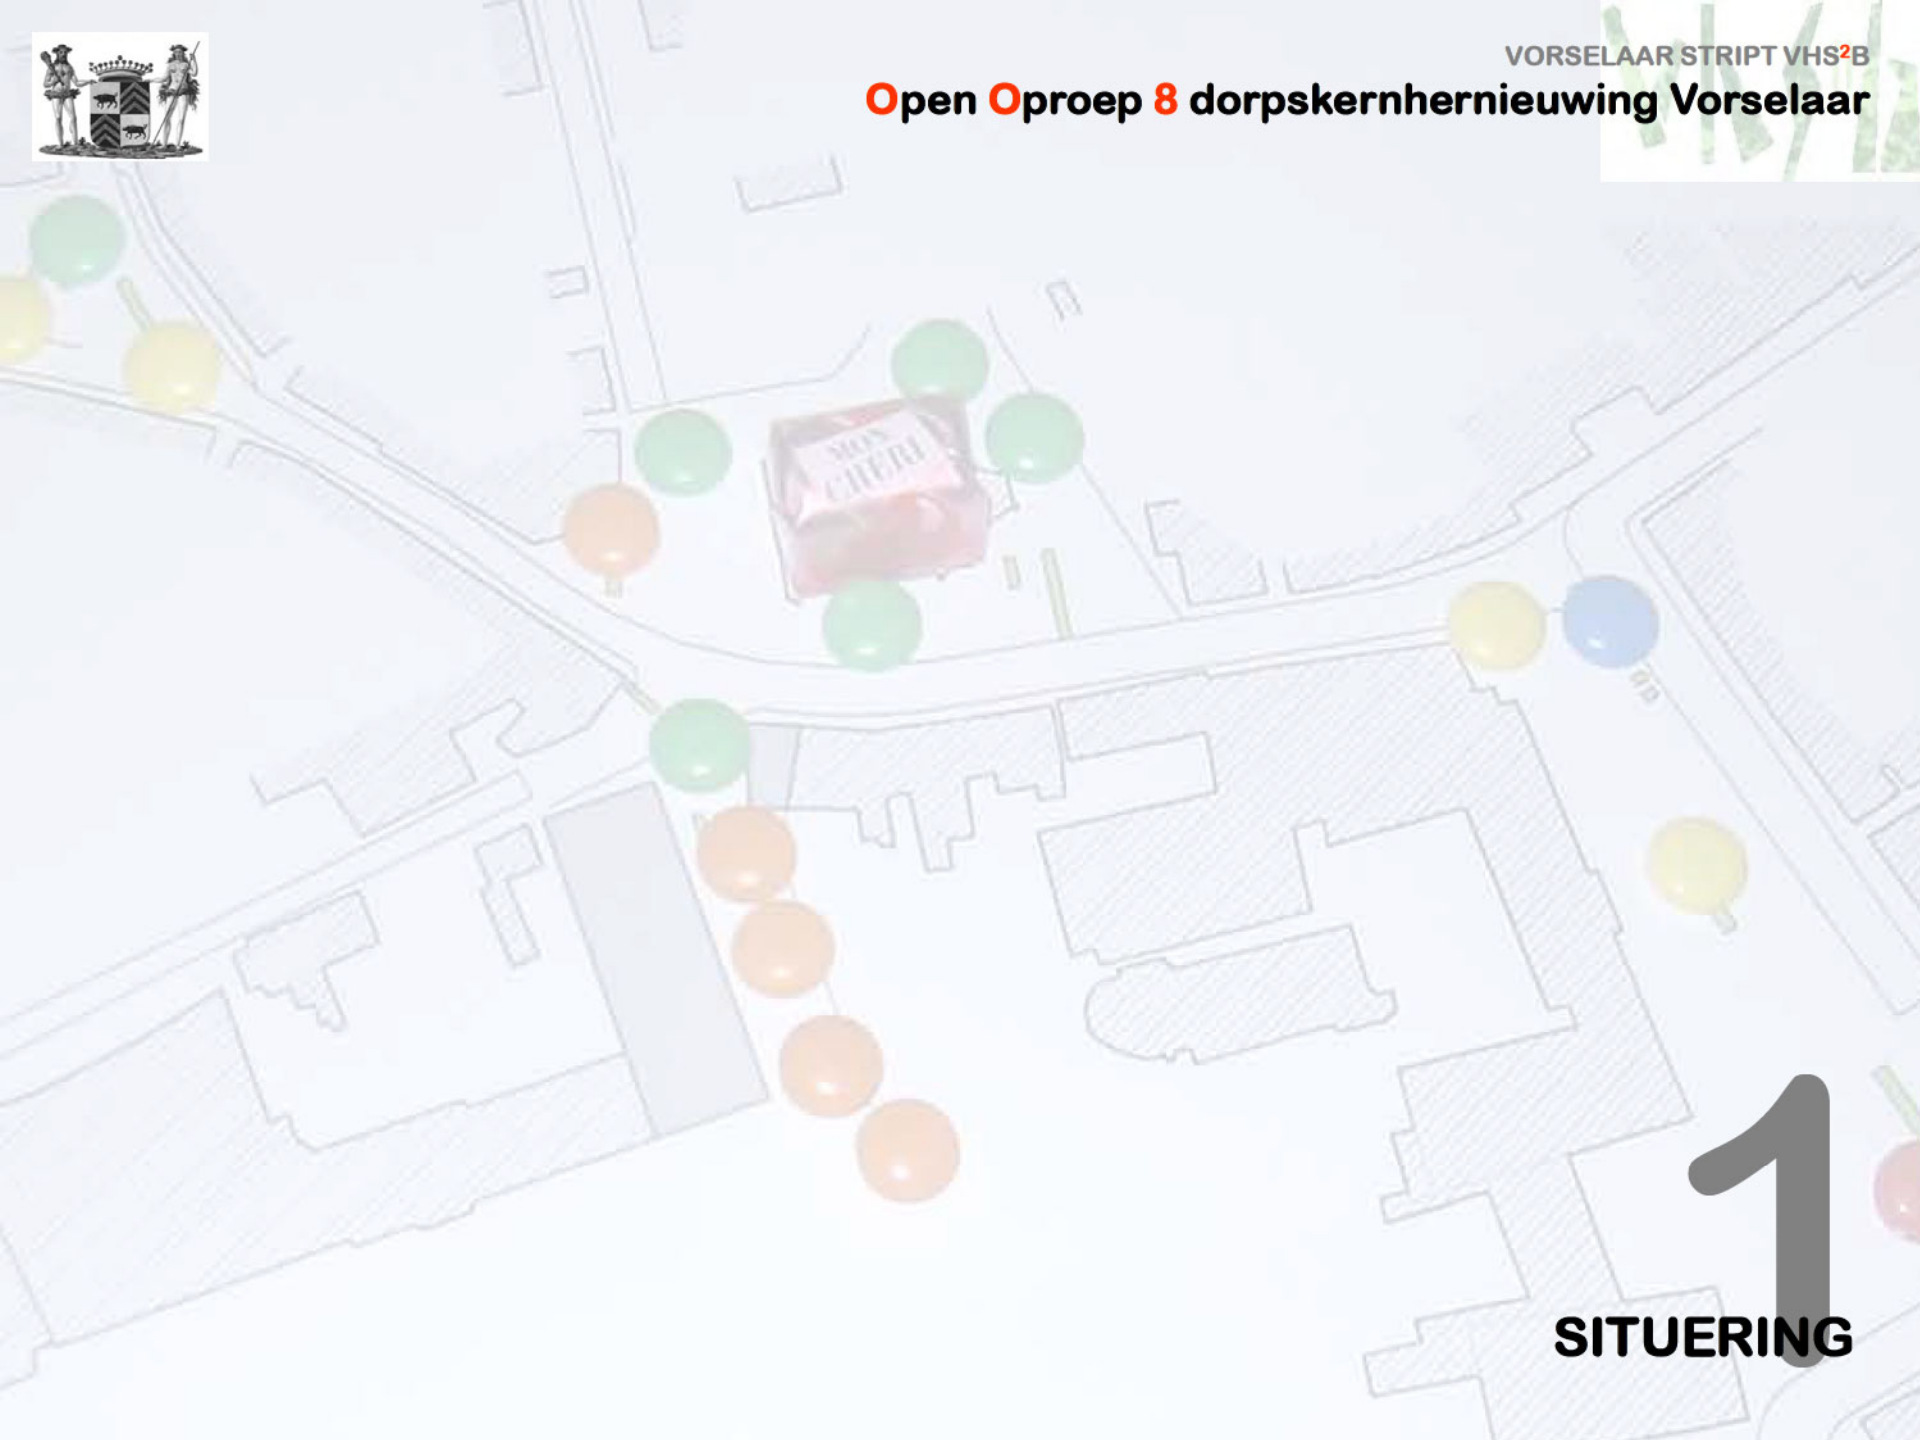 VORSELAAR STRIPT VHS²B
Open Oproep 8 dorpskernhernieuwing Vorselaar
MON
CHERI
1
SITUERING